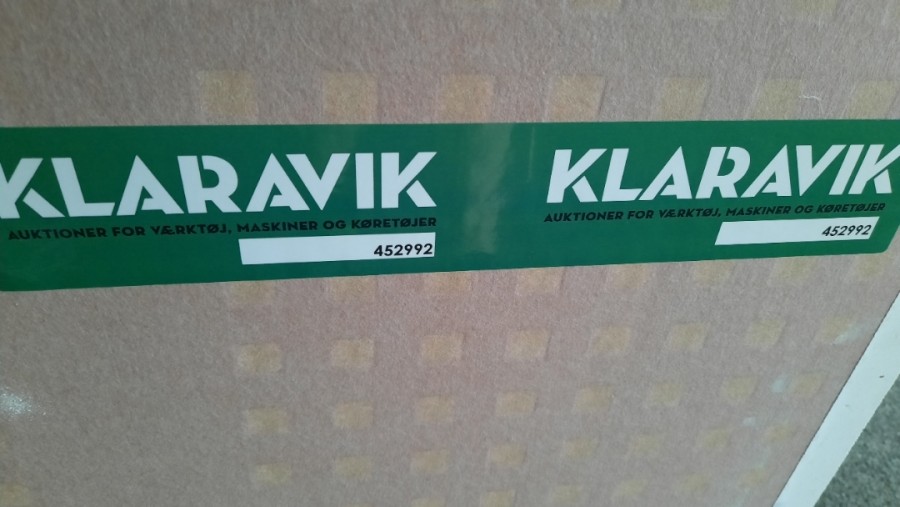 KLARAVIK
AUKTIONER FOR VÆRKTØJ, MASKINER OG KØRETØJER
452992
KLARAVIK
AUKTIONER FOR VÆRKTØJ, MASKINER OG KØRETØJER
452992